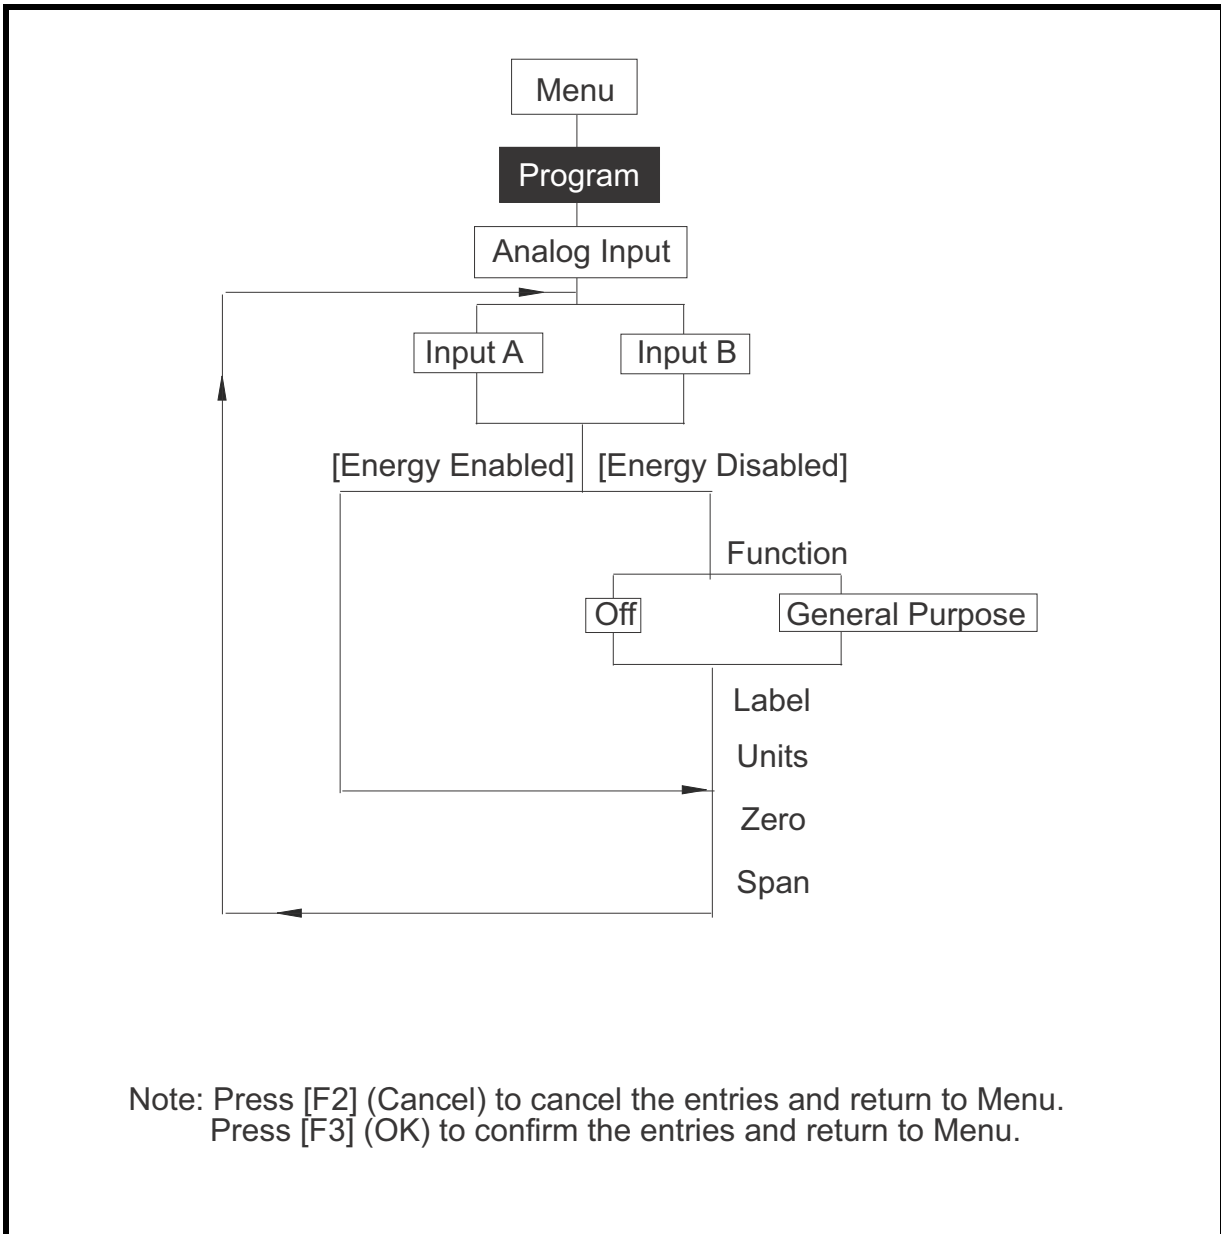 Menu
Program
Analog Input
Input A
Input B
[Energy Enabled]
[Energy Disabled]
Function
Off
General Purpose
Label
Units
Zero
Span
Note: Press [F2] (Cancel) to cancel the entries and return to Menu.
Press [F3] (OK) to confirm the entries and return to Menu.